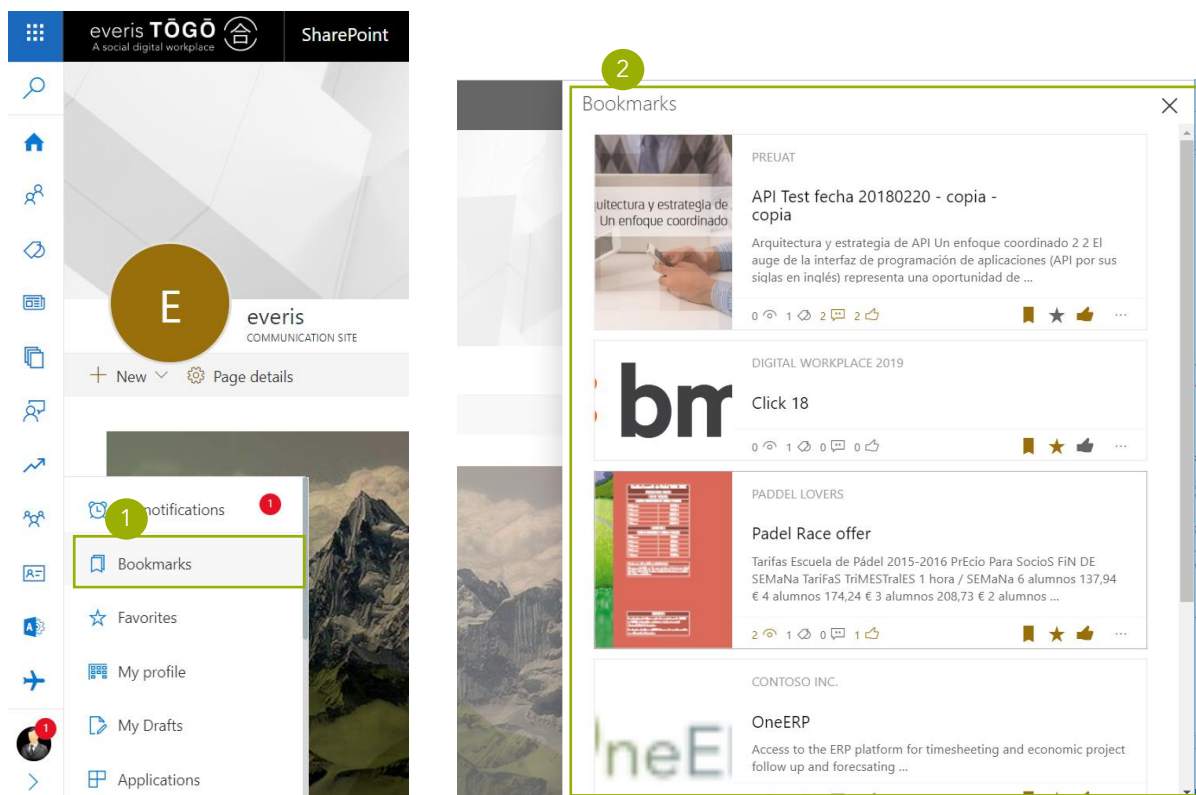 everis TŌGŌ 合
A social digital workplace
SharePoint
E
everis
COMMUNICATION SITE
New
Page details
1
notifications
1
Bookmarks
Favorites
My profile
My Drafts
1
Applications
2
Bookmarks
uitectura y estrategia de
Un enfoque coordinado
PREUAT
API Test fecha 20180220 - copia -
copia
Arquitectura y estrategia de API Un enfoque coordinado 2 2 El
auge de la interfaz de programación de aplicaciones (API por sus
siglas en inglés) representa una oportunidad de ...
0 1 2 2
bm
DIGITAL WORKPLACE 2019
Click 18
0 1 0 0
PADDEL LOVERS
Padel Race offer
Tarifas Escuela de Pádel 2015-2016 PrEcio Para SocioS FiN DE
SEMaNa TariFaS TriMESTralES 1 hora / SEMaNa 6 alumnos 137,94
€ 4 alumnos 174,24 € 3 alumnos 208,73 € 2 alumnos ...
2 1 0 1
neE
CONTOSO INC.
OneERP
Access to the ERP platform for timesheeting and economic project
follow up and forecsating ...